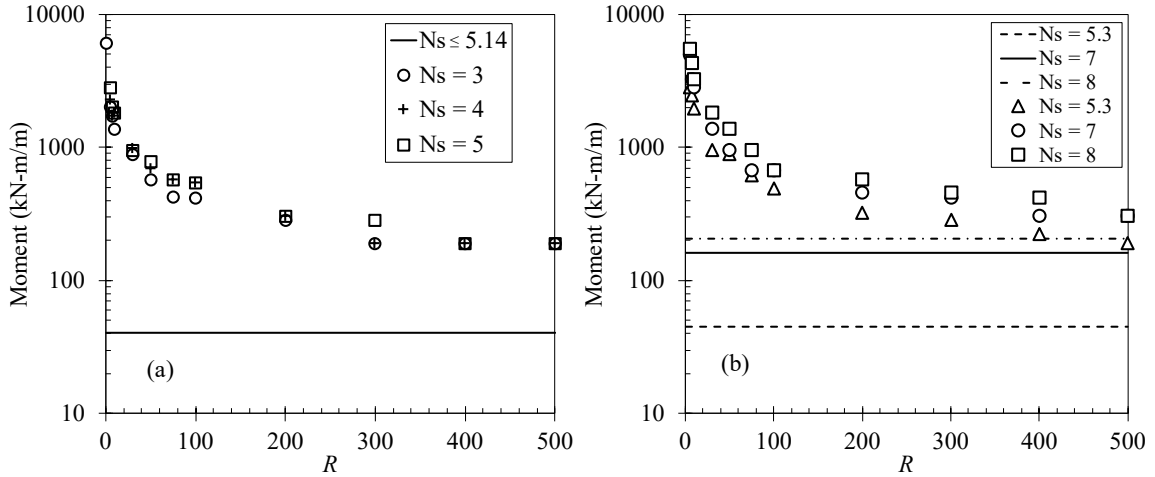 10000
1000
100
10
Moment (kN-m/m)
Ns ≤ 5.14
Ns = 3
Ns = 4
Ns = 5
(a)
0 100 200 300 400 500
R
10000
1000
100
10
Moment (kN-m/m)
Ns = 5.3
Ns = 7
Ns = 8
Ns = 5.3
Ns = 7
Ns = 8
(b)
0 100 200 300 400 500
R